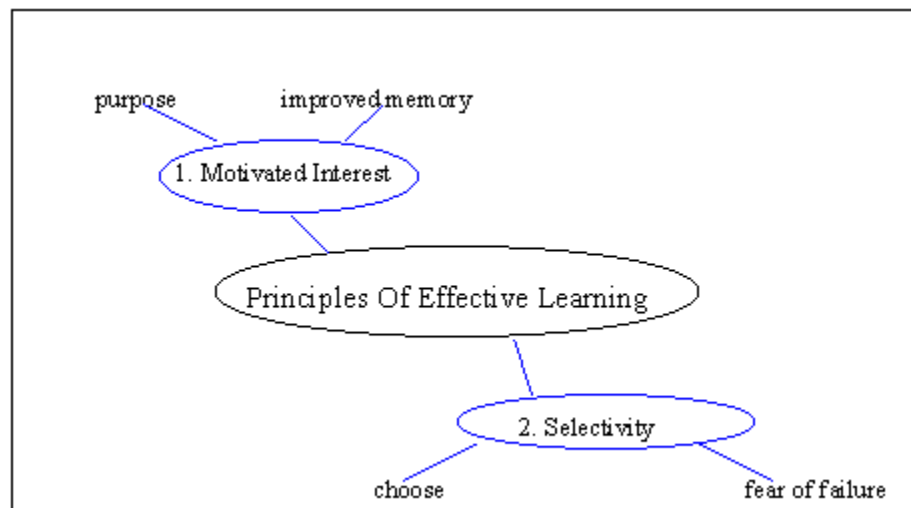 purpose
improved memory
1. Motivated Interest
Principles Of Effective Learning
2. Selectivity
choose
fear of failure